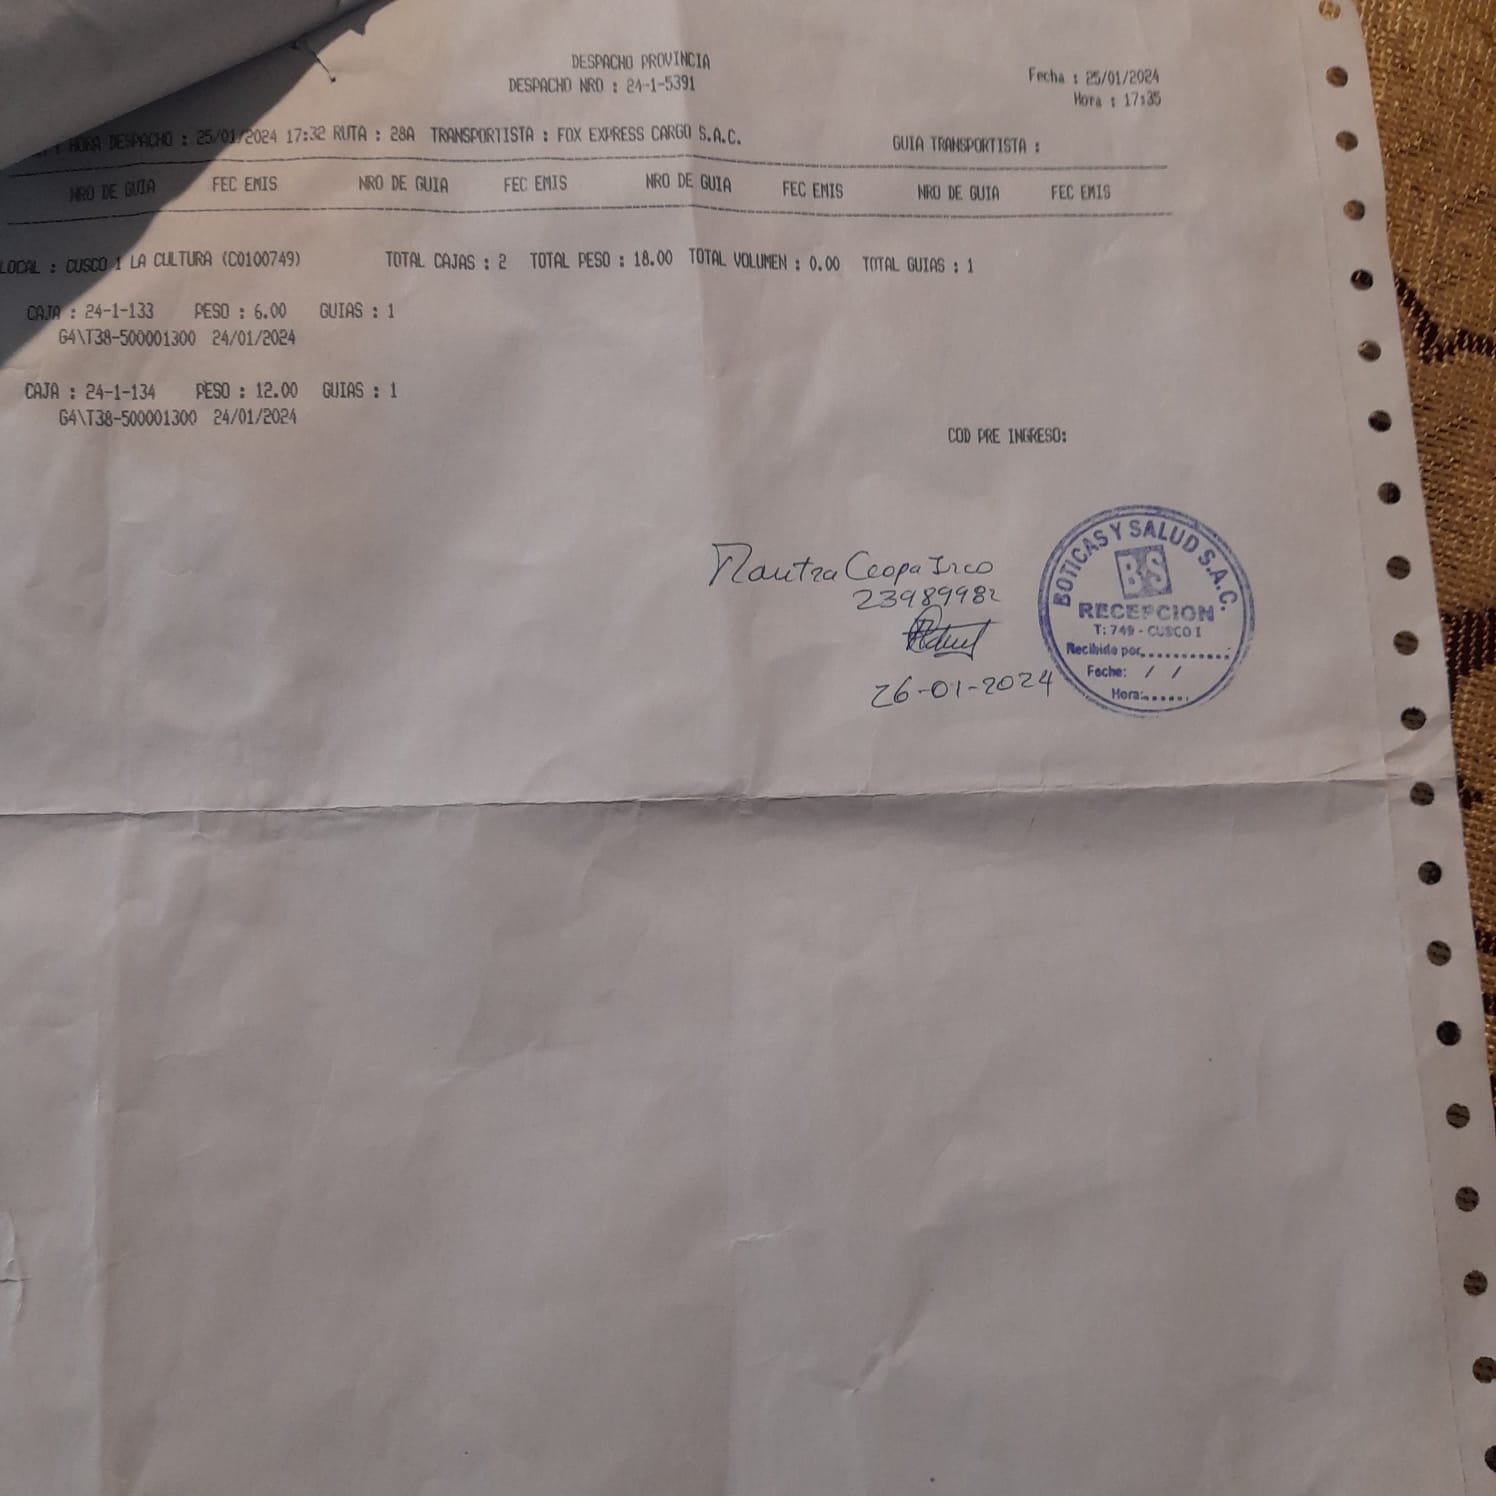 DESPACHO PROVINCIA
DESPACHO NRO : 24-1-5391
Fecha : 25/01/2024
Hora : 17:35
HORA DESPACHO : 25/01/2024 17:32 RUTA : 28A TRANSPORTISTA : FOX EXPRESS CARGO S.A.C. GUIA TRANSPORTISTA :
NRO DE GUIA FEC EMIS NRO DE GUIA FEC EMIS NRO DE GUIA FEC EMIS NRO DE GUIA FEC EMIS
LOCAL : CUSCO 1 LA CULTURA (C0100749) TOTAL CAJAS : 2 TOTAL PESO : 18.00 TOTAL VOLUMEN : 0.00 TOTAL GUIAS : 1
CAJA : 24-1-133 PESO : 6.00 GUIAS : 1
G4\T38-500001300 24/01/2024
CAJA : 24-1-134 PESO : 12.00 GUIAS : 1
G4\T38-500001300 24/01/2024
COD PRE INGRESO:
Ccopa Inco
23989982
26-01-2024
BOTICAS Y SALUD S.A.C.
BS
RECEPCION
T: 749 - CUSCO I
Recibido por.............
Fecha: / /
Hora:.......